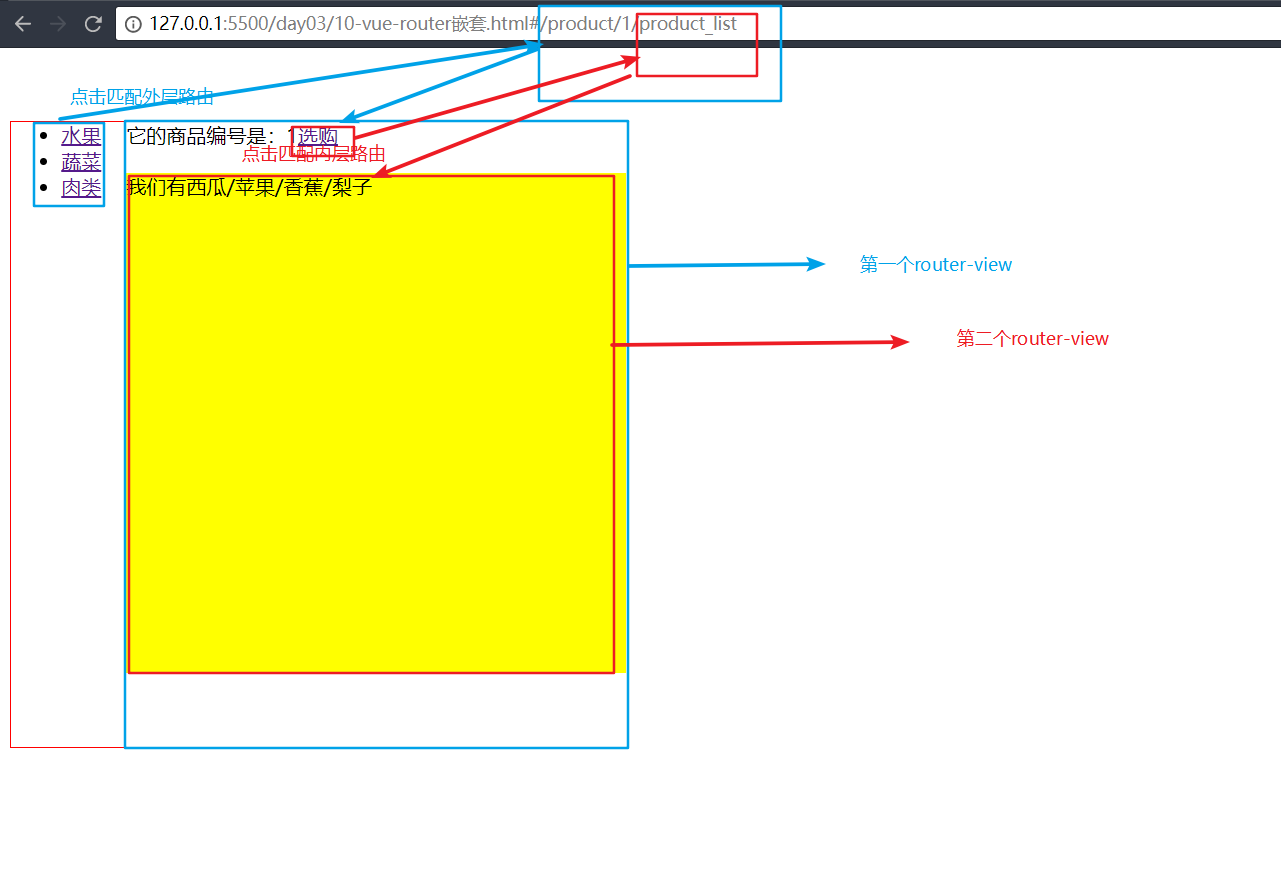 127.0.0.1:5500/day03/10-vue-router嵌套.html#/product/1/product_list
点击匹配外层路由
水果
蔬菜
肉类
它的商品编号是：1 选购
点击匹配内层路由
我们有西瓜/苹果/香蕉/梨子
第一个router-view
第二个router-view